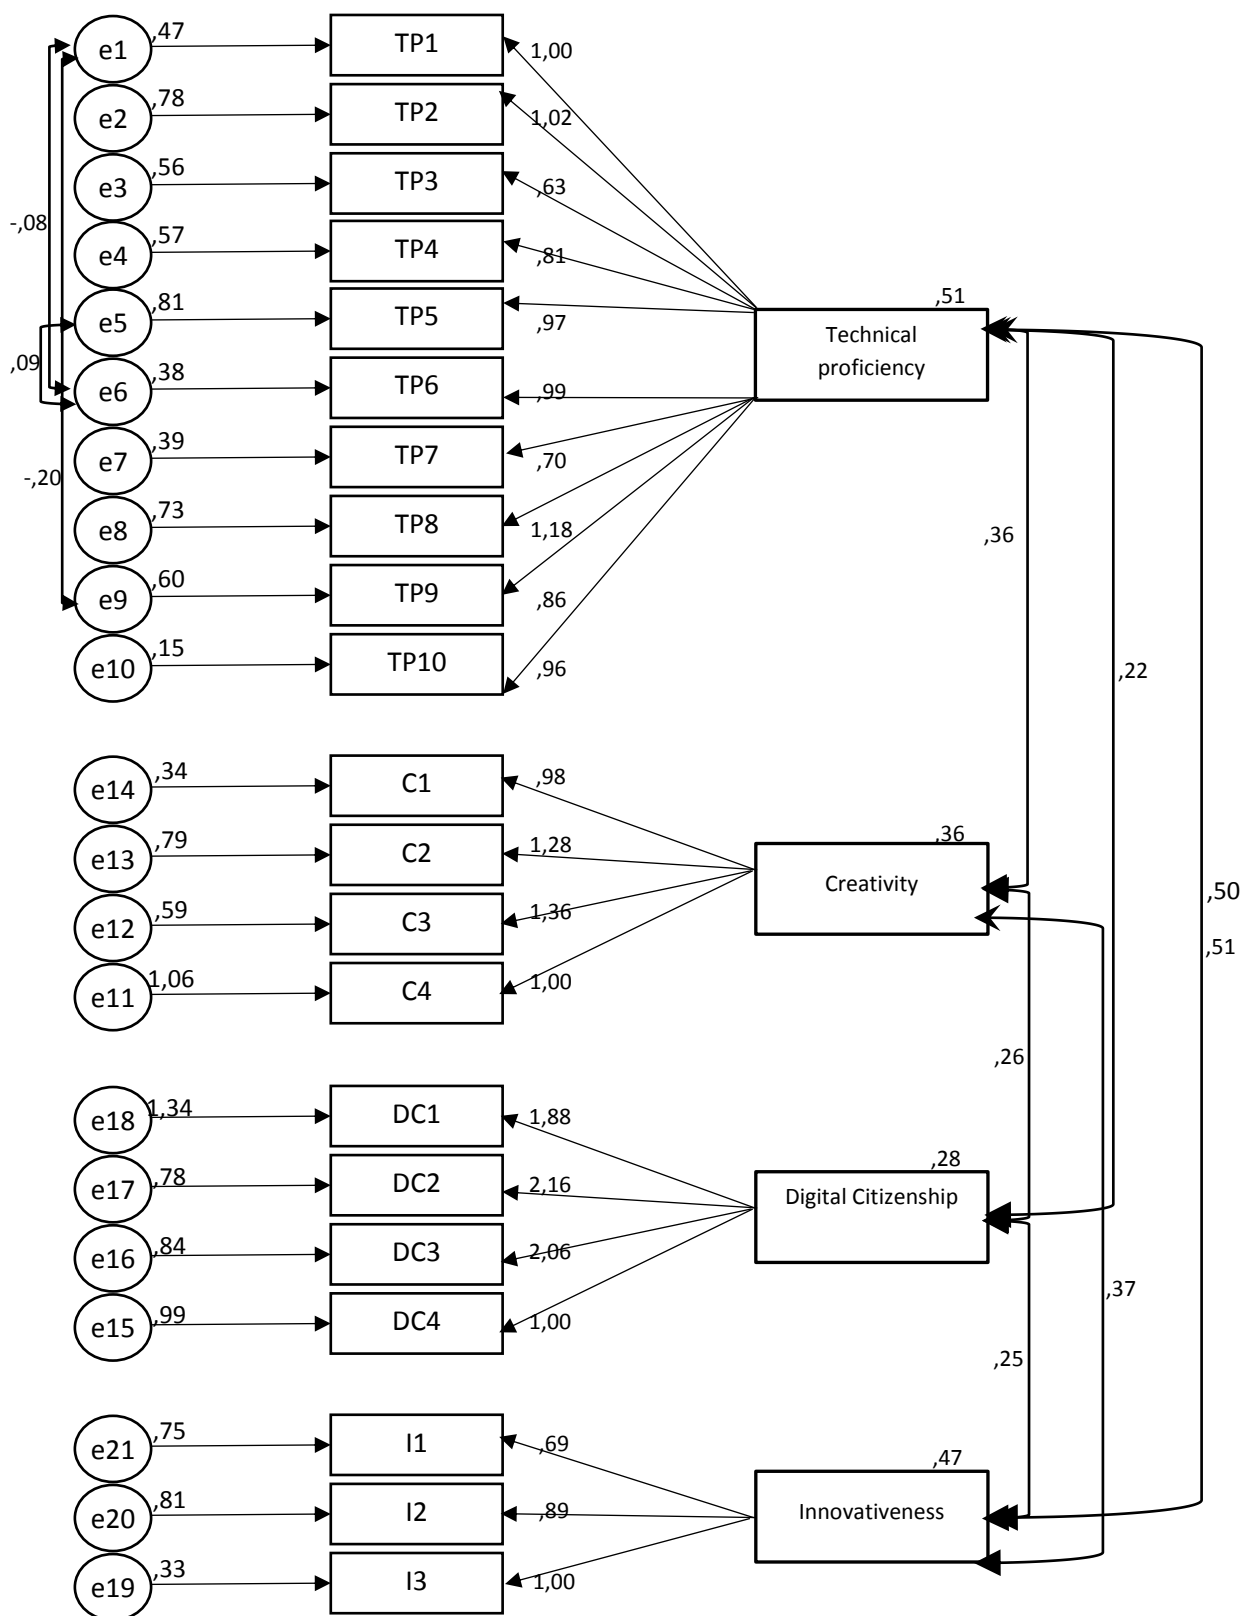 e1
,47
TP1
1,00
e2
,78
TP2
1,02
e3
,56
TP3
,63
-,08
e4
,57
TP4
,81
e5
,81
TP5
,97
,51
Technical
proficiency
,09
e6
,38
TP6
,99
e7
,39
TP7
,70
-,20
e8
,73
TP8
1,18
,36
e9
,60
TP9
,86
e10
,15
TP10
,96
,22
e14
,34
C1
,98
e13
,79
C2
1,28
,36
Creativity
,50
e12
,59
C3
1,36
,51
e11
1,06
C4
1,00
,26
e18
1,34
DC1
1,88
e17
,78
DC2
2,16
,28
Digital Citizenship
e16
,84
DC3
2,06
,37
e15
,99
DC4
1,00
,25
e21
,75
I1
,69
,47
e20
,81
I2
,89
Innovativeness
e19
,33
I3
1,00